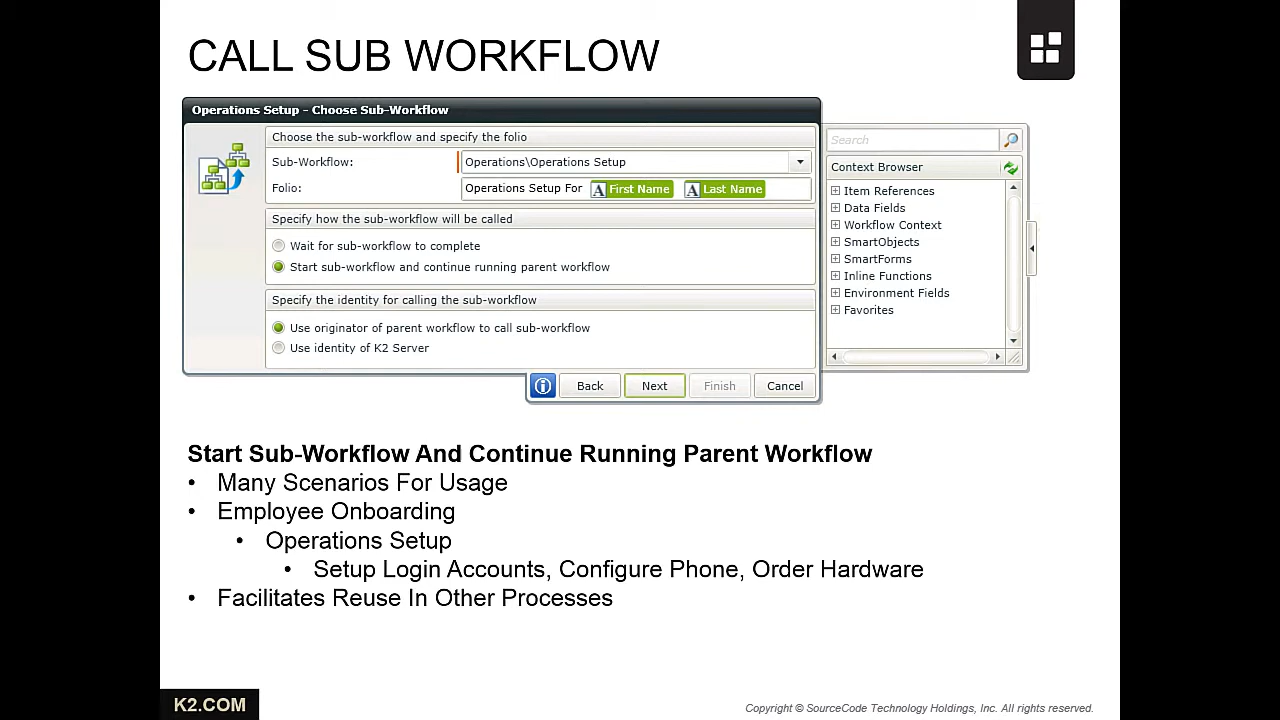 CALL SUB WORKFLOW
Operations Setup - Choose Sub-Workflow
Choose the sub-workflow and specify the folio
Sub-Workflow: Operations\Operations Setup
Folio: Operations Setup For A First Name A Last Name
Specify how the sub-workflow will be called
Wait for sub-workflow to complete
Start sub-workflow and continue running parent workflow
Specify the identity for calling the sub-workflow
Use originator of parent workflow to call sub-workflow
Use identity of K2 Server
Back Next Finish Cancel
Search
Context Browser
Item References
Data Fields
Workflow Context
SmartObjects
SmartForms
Inline Functions
Environment Fields
Favorites
Start Sub-Workflow And Continue Running Parent Workflow
• Many Scenarios For Usage
• Employee Onboarding
• Operations Setup
• Setup Login Accounts, Configure Phone, Order Hardware
• Facilitates Reuse In Other Processes
K2.COM
Copyright © SourceCode Technology Holdings, Inc. All rights reserved.